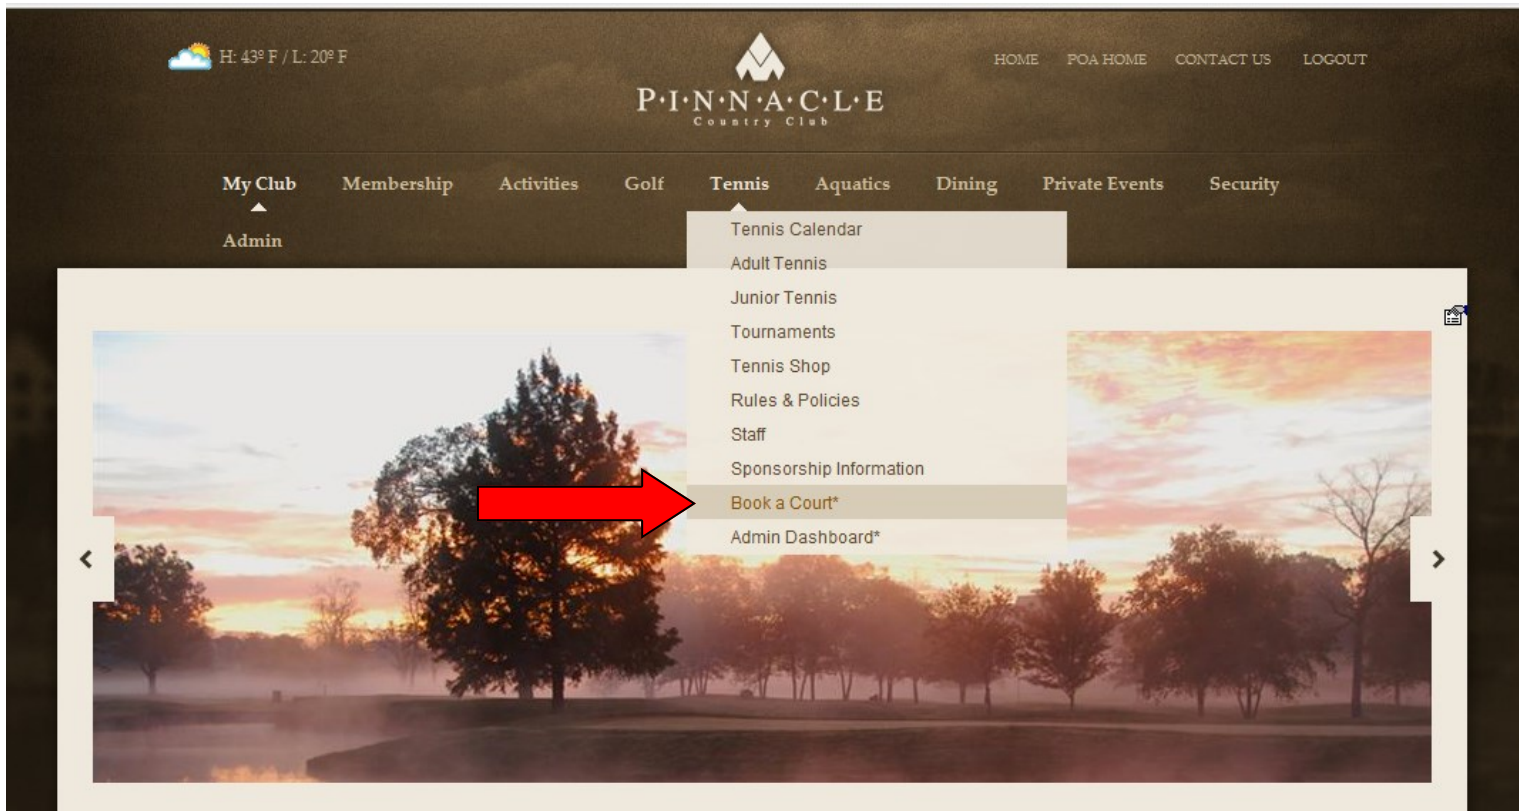 H: 43º F / L: 20º F
HOME POA HOME CONTACT US LOGOUT
P·I·N·N·A·C·L·E
Country Club
My Club Membership Activities Golf Tennis Aquatics Dining Private Events Security
Admin
Tennis Calendar
Adult Tennis
Junior Tennis
Tournaments
Tennis Shop
Rules & Policies
Staff
Sponsorship Information
Book a Court*
Admin Dashboard*